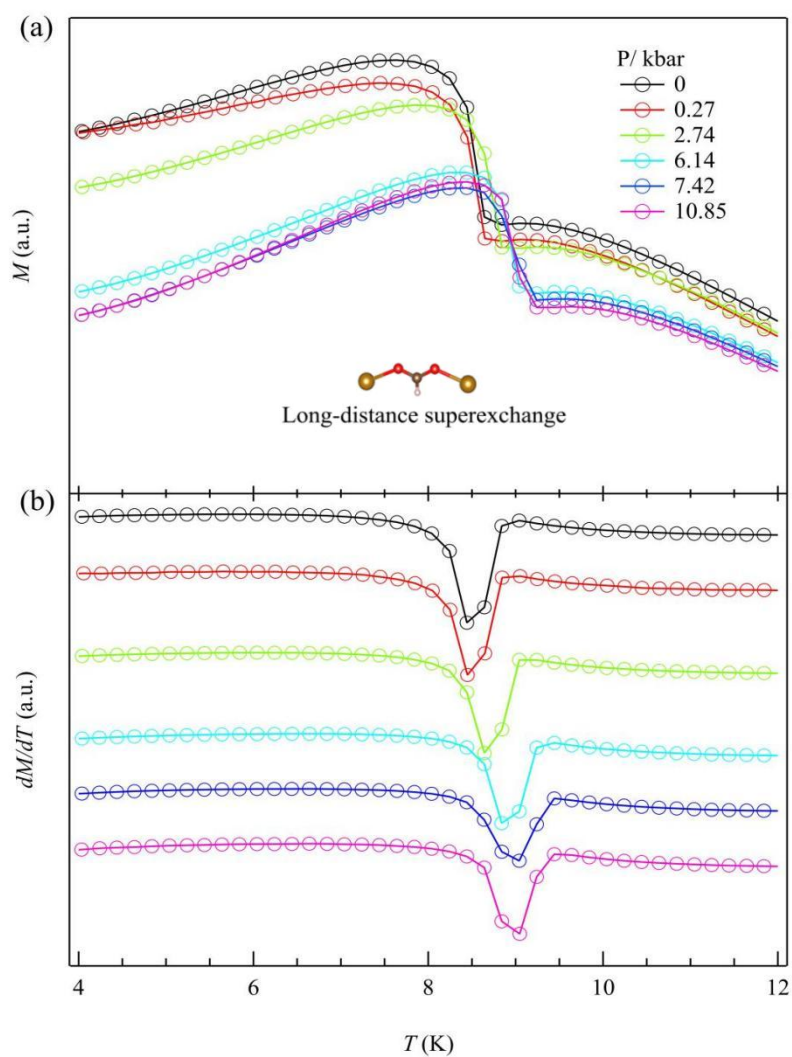 (a)
P/ kbar
0
0.27
2.74
6.14
7.42
10.85
M (a.u.)
Long-distance superexchange
(b)
dM/dT (a.u.)
4 6 8 10 12
T (K)